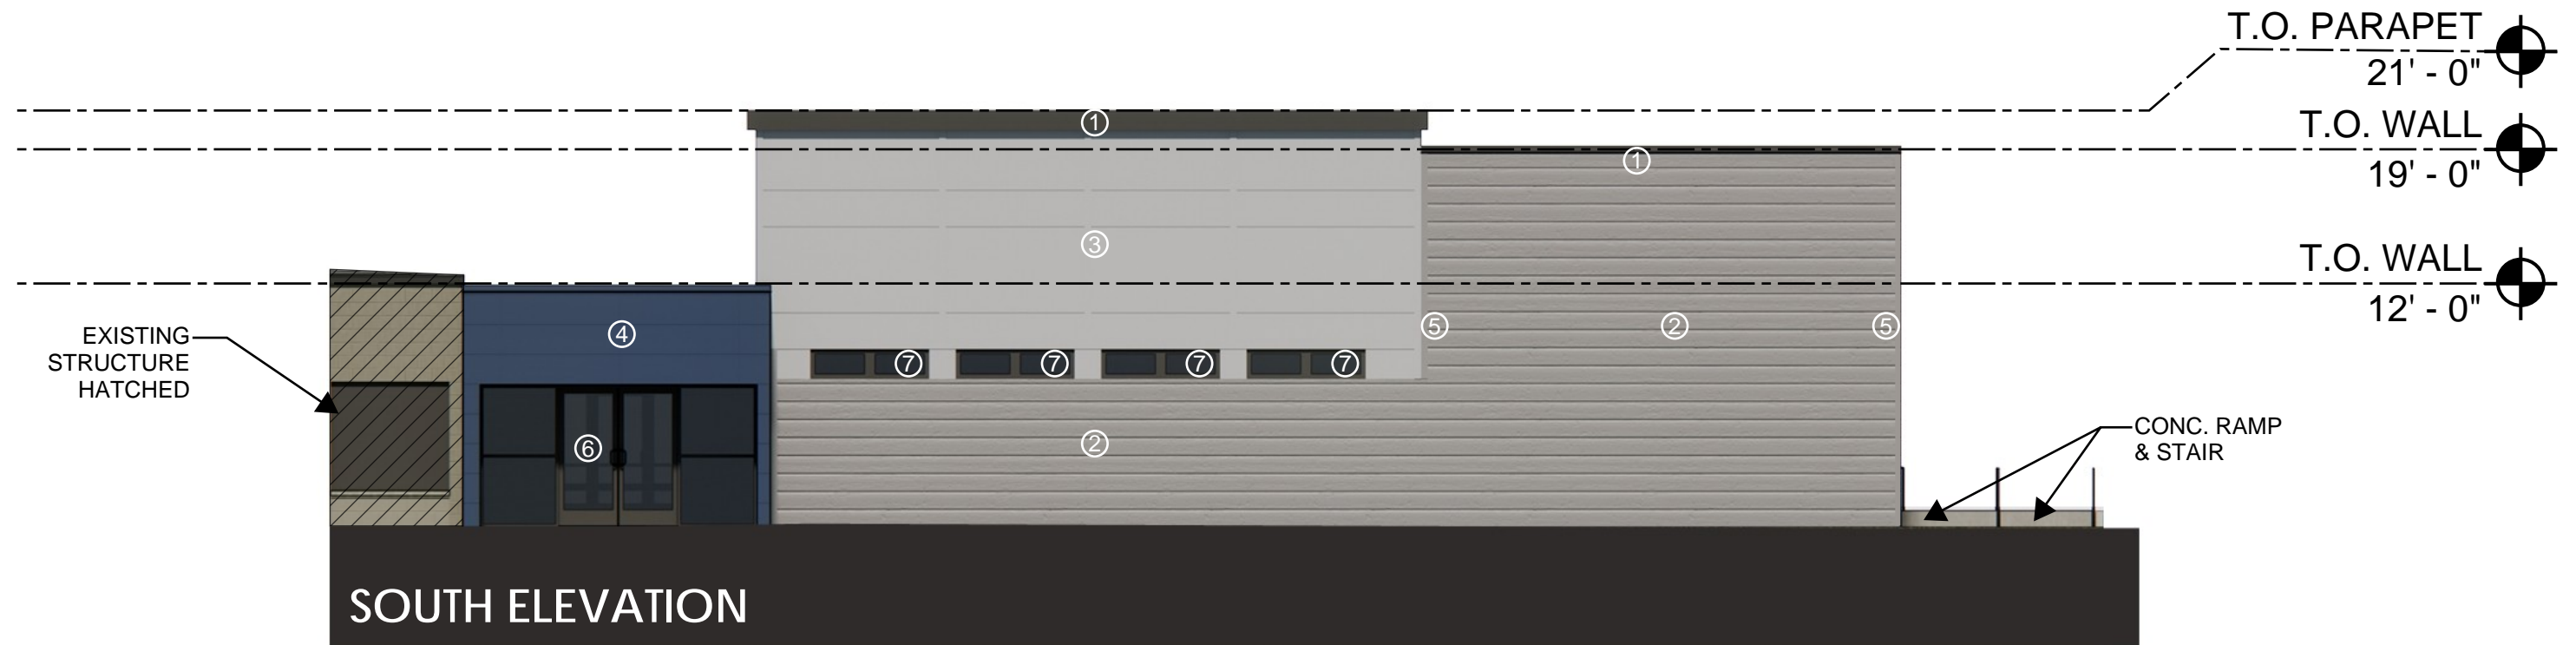 T.O. PARAPET
21' - 0"
①
T.O. WALL
19' - 0"
①
③
T.O. WALL
12' - 0"
④
⑤
②
⑤
EXISTING
STRUCTURE
HATCHED
⑦
⑦
⑦
⑦
⑥
②
CONC. RAMP
& STAIR
SOUTH ELEVATION